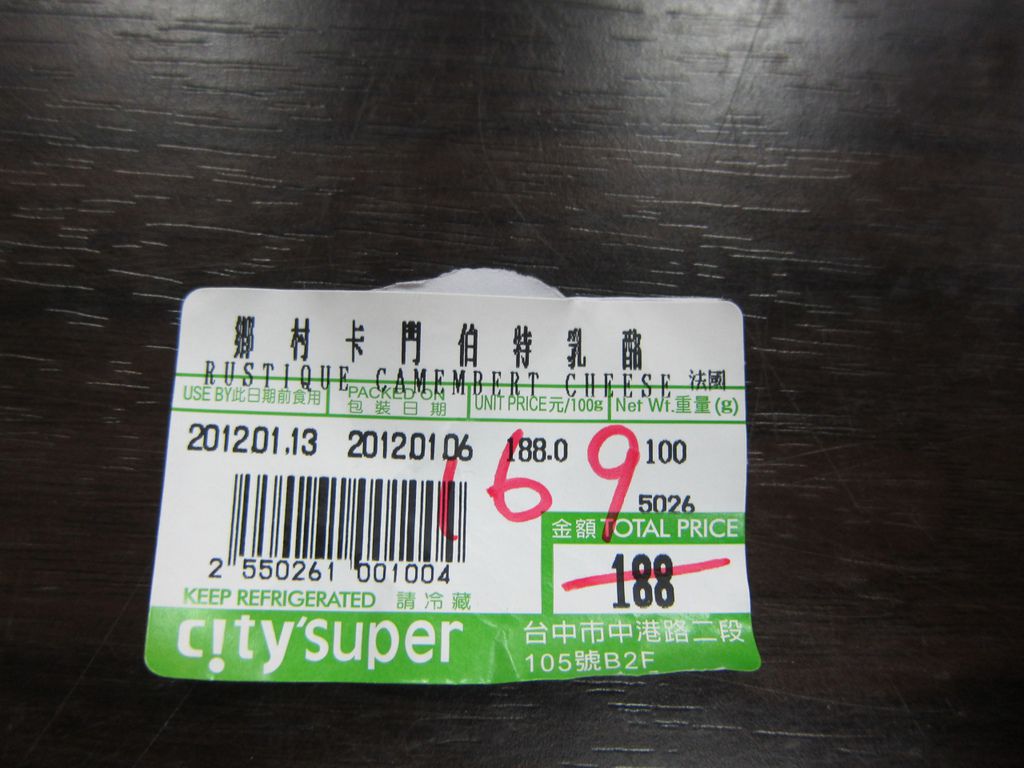 鄉村卡門伯特乳酪
RUSTIQUE CAMEMBERT CHEESE 法國
USE BY此日期前食用 PACKED ON 包裝日期 UNIT PRICE元/100g Net Wt.重量(g)
2012.01.13 2012.01.06 188.0 100
169
5026
金額 TOTAL PRICE
188
2 550261 001004
KEEP REFRIGERATED 請冷藏
city'super
台中市中港路二段
105號B2F